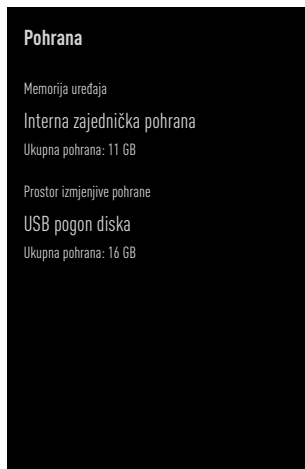 Pohrana
Memorija uređaja
Interna zajednička pohrana
Ukupna pohrana: 11 GB
Prostor izmjenjive pohrane
USB pogon diska
Ukupna pohrana: 16 GB